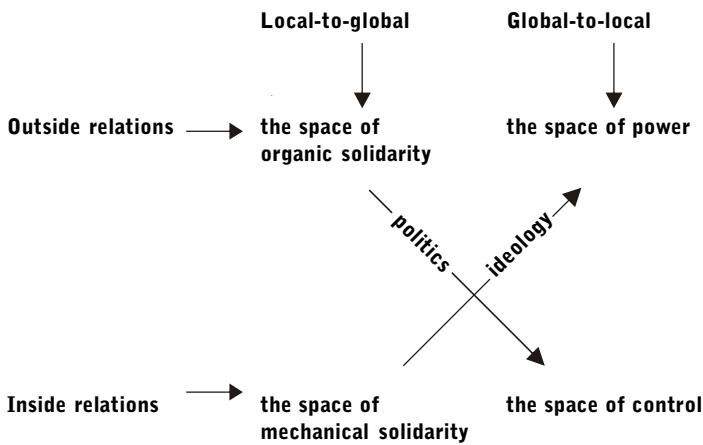 Local-to-global Global-to-local
Outside relations the space of the space of power
organic solidarity
politics ideology
Inside relations the space of the space of control
mechanical solidarity